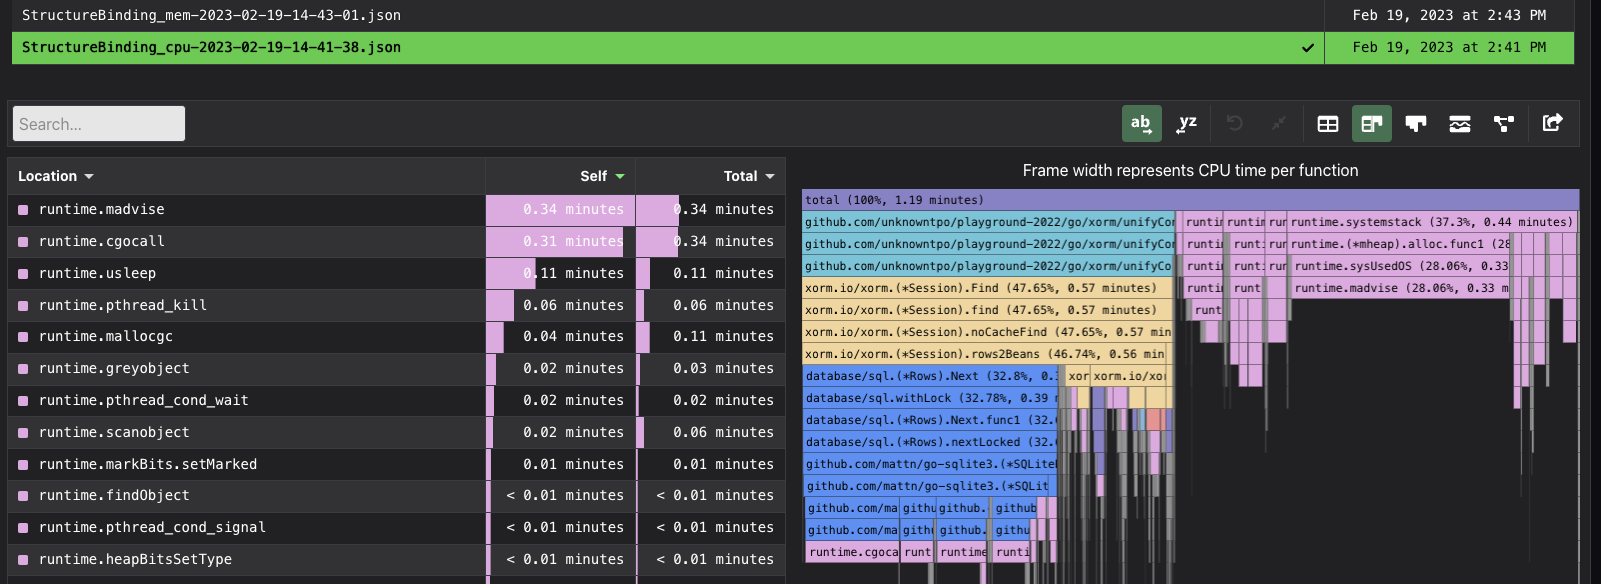 StructureBinding_mem-2023-02-19-14-43-01.json Feb 19, 2023 at 2:43 PM
StructureBinding_cpu-2023-02-19-14-41-38.json Feb 19, 2023 at 2:41 PM
Search... ab yz
Location Self Total
runtime.madvise 0.34 minutes 0.34 minutes
runtime.cgocall 0.31 minutes 0.34 minutes
runtime.usleep 0.11 minutes 0.11 minutes
runtime.pthread_kill 0.06 minutes 0.06 minutes
runtime.mallocgc 0.04 minutes 0.11 minutes
runtime.greyobject 0.02 minutes 0.03 minutes
runtime.pthread_cond_wait 0.02 minutes 0.02 minutes
runtime.scanobject 0.02 minutes 0.06 minutes
runtime.markBits.setMarked 0.01 minutes 0.01 minutes
runtime.findObject < 0.01 minutes < 0.01 minutes
runtime.pthread_cond_signal < 0.01 minutes < 0.01 minutes
runtime.heapBitsSetType < 0.01 minutes < 0.01 minutes
Frame width represents CPU time per function
total (100%, 1.19 minutes)
github.com/unknowntpo/playground-2022/go/xorm/unifyCon runtin runtin run runtime.systemstack (37.3%, 0.44 minutes)
github.com/unknowntpo/playground-2022/go/xorm/unifyCo runti runt run runtime.(*mheap).alloc.func1 (28
github.com/unknowntpo/playground-2022/go/xorm/unifyCo runti runti run runtime.sysUsedOS (28.06%, 0.33
xorm.io/xorm.(*Session).Find (47.65%, 0.57 minutes) runti runt runtime.madvise (28.06%, 0.33 m
xorm.io/xorm.(*Session).find (47.65%, 0.57 minutes) runt
xorm.io/xorm.(*Session).noCacheFind (47.65%, 0.57 min
xorm.io/xorm.(*Session).rows2Beans (46.74%, 0.56 min
database/sql.(*Rows).Next (32.8%, 0.3 xor xorm.io/xo
database/sql.withLock (32.78%, 0.39
database/sql.(*Rows).Next.func1 (32.
database/sql.(*Rows).nextLocked (32.
github.com/mattn/go-sqlite3.(*SQLite
github.com/mattn/go-sqlite3.(*SQLit
github.com/ma githu github. github
github.com/ma gith github. githu
runtime.cgoca runt runtime runti